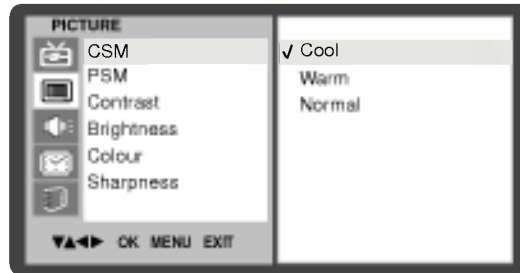 PICTURE
CSM
PSM
Contrast
Brightness
Colour
Sharpness
▼▲◄► OK MENU EXIT
✓ Cool
Warm
Normal